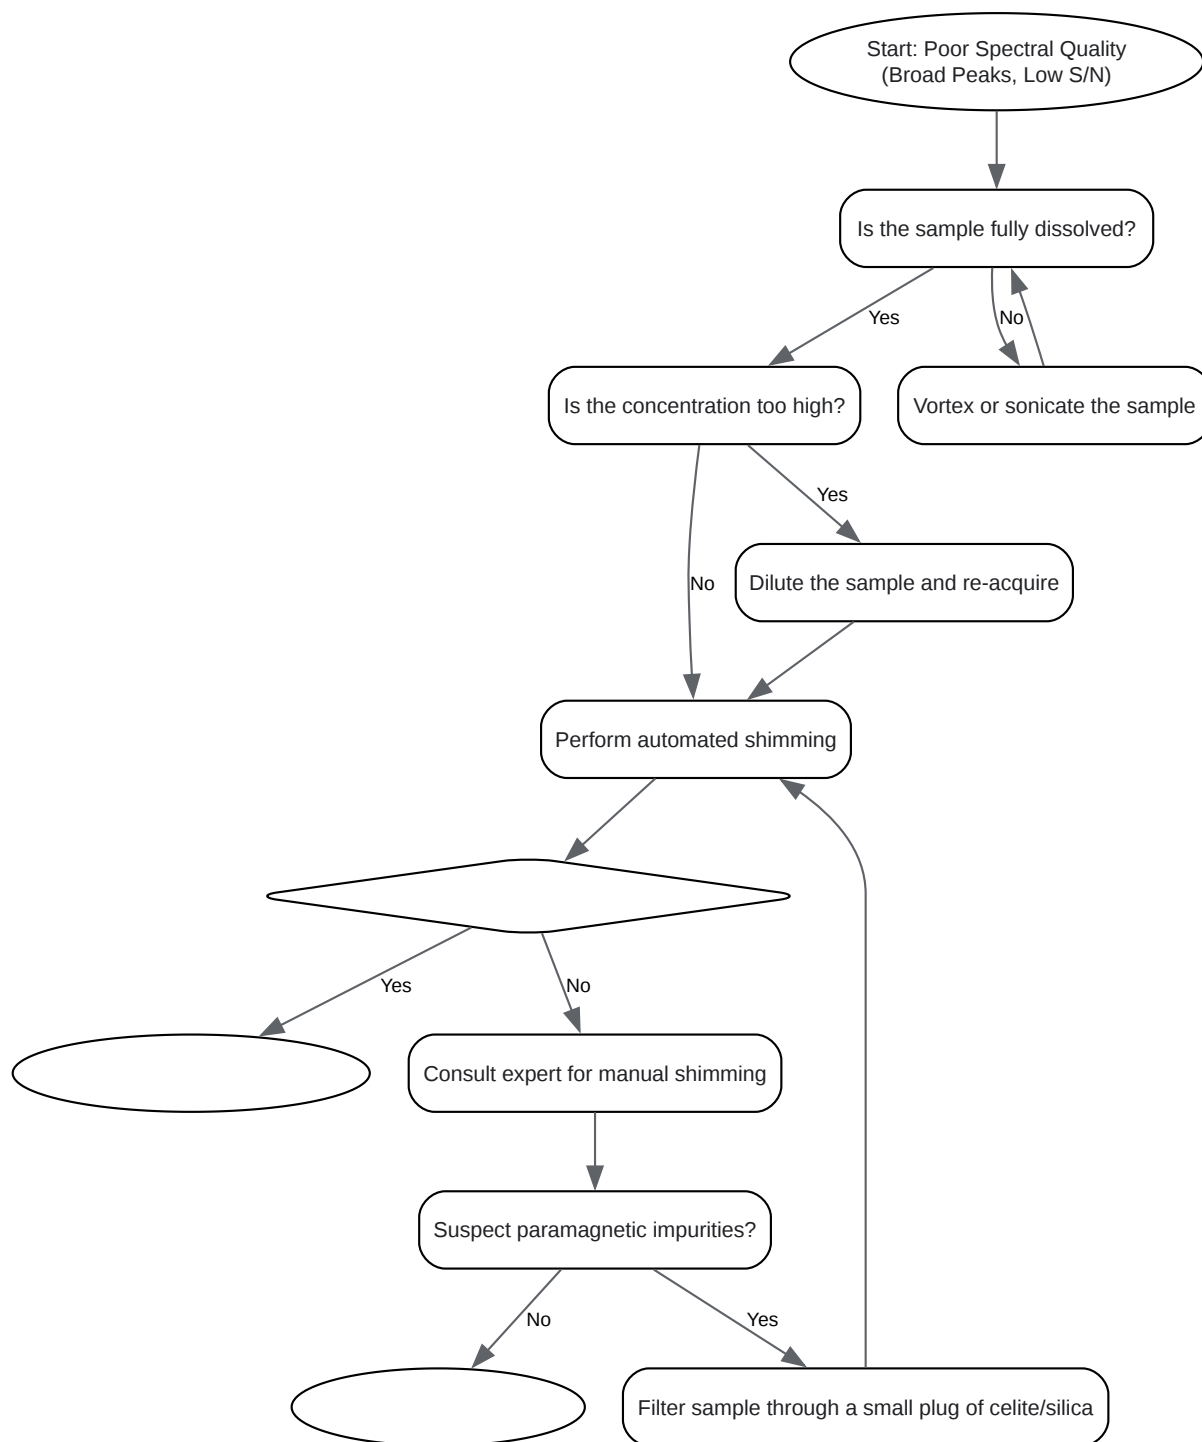 Start: Poor Spectral Quality
(Broad Peaks, Low S/N)
Is the sample fully dissolved?
Yes
No
Is the concentration too high?
Vortex or sonicate the sample
Yes
No
Dilute the sample and re-acquire
Perform automated shimming
Yes
No
Consult expert for manual shimming
Suspect paramagnetic impurities?
No
Yes
Filter sample through a small plug of celite/silica